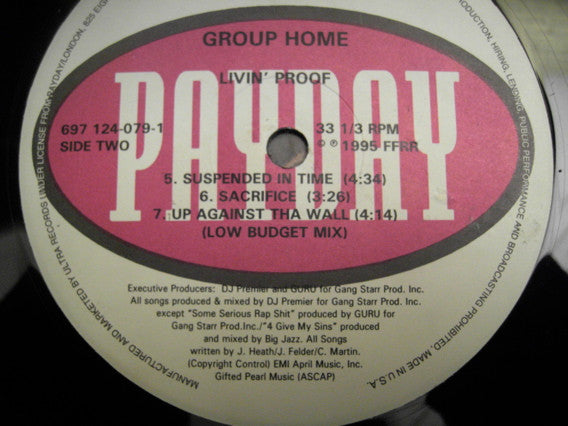 GROUP HOME
LIVIN' PROOF
PAYDAY
697 124-079-1
SIDE TWO
33 1/3 RPM
© ℗ 1995 FFRR
5. SUSPENDED IN TIME (4:34)
6. SACRIFICE (3:26)
7. UP AGAINST THA WALL (4:14)
(LOW BUDGET MIX)
Executive Producers: DJ Premier and GURU for Gang Starr Prod. Inc.
All songs produced & mixed by DJ Premier for Gang Starr Prod. Inc.
except "Some Serious Rap Shit" produced by GURU for
Gang Starr Prod.Inc./"4 Give My Sins" produced
and mixed by Big Jazz. All Songs
written by J. Heath/J. Felder/C. Martin.
(Copyright Control) EMI April Music, Inc.
Gifted Pearl Music (ASCAP)
MANUFACTURED AND MARKETED BY ULTRA RECORDS UNDER LICENSE FROM PAYDAY/LONDON, 825 EIG
ODUCTION, HIRING, LENDING, PUBLIC PERFORMANCE AND BROADCASTING PROHIBITED. MADE IN U.S.A.